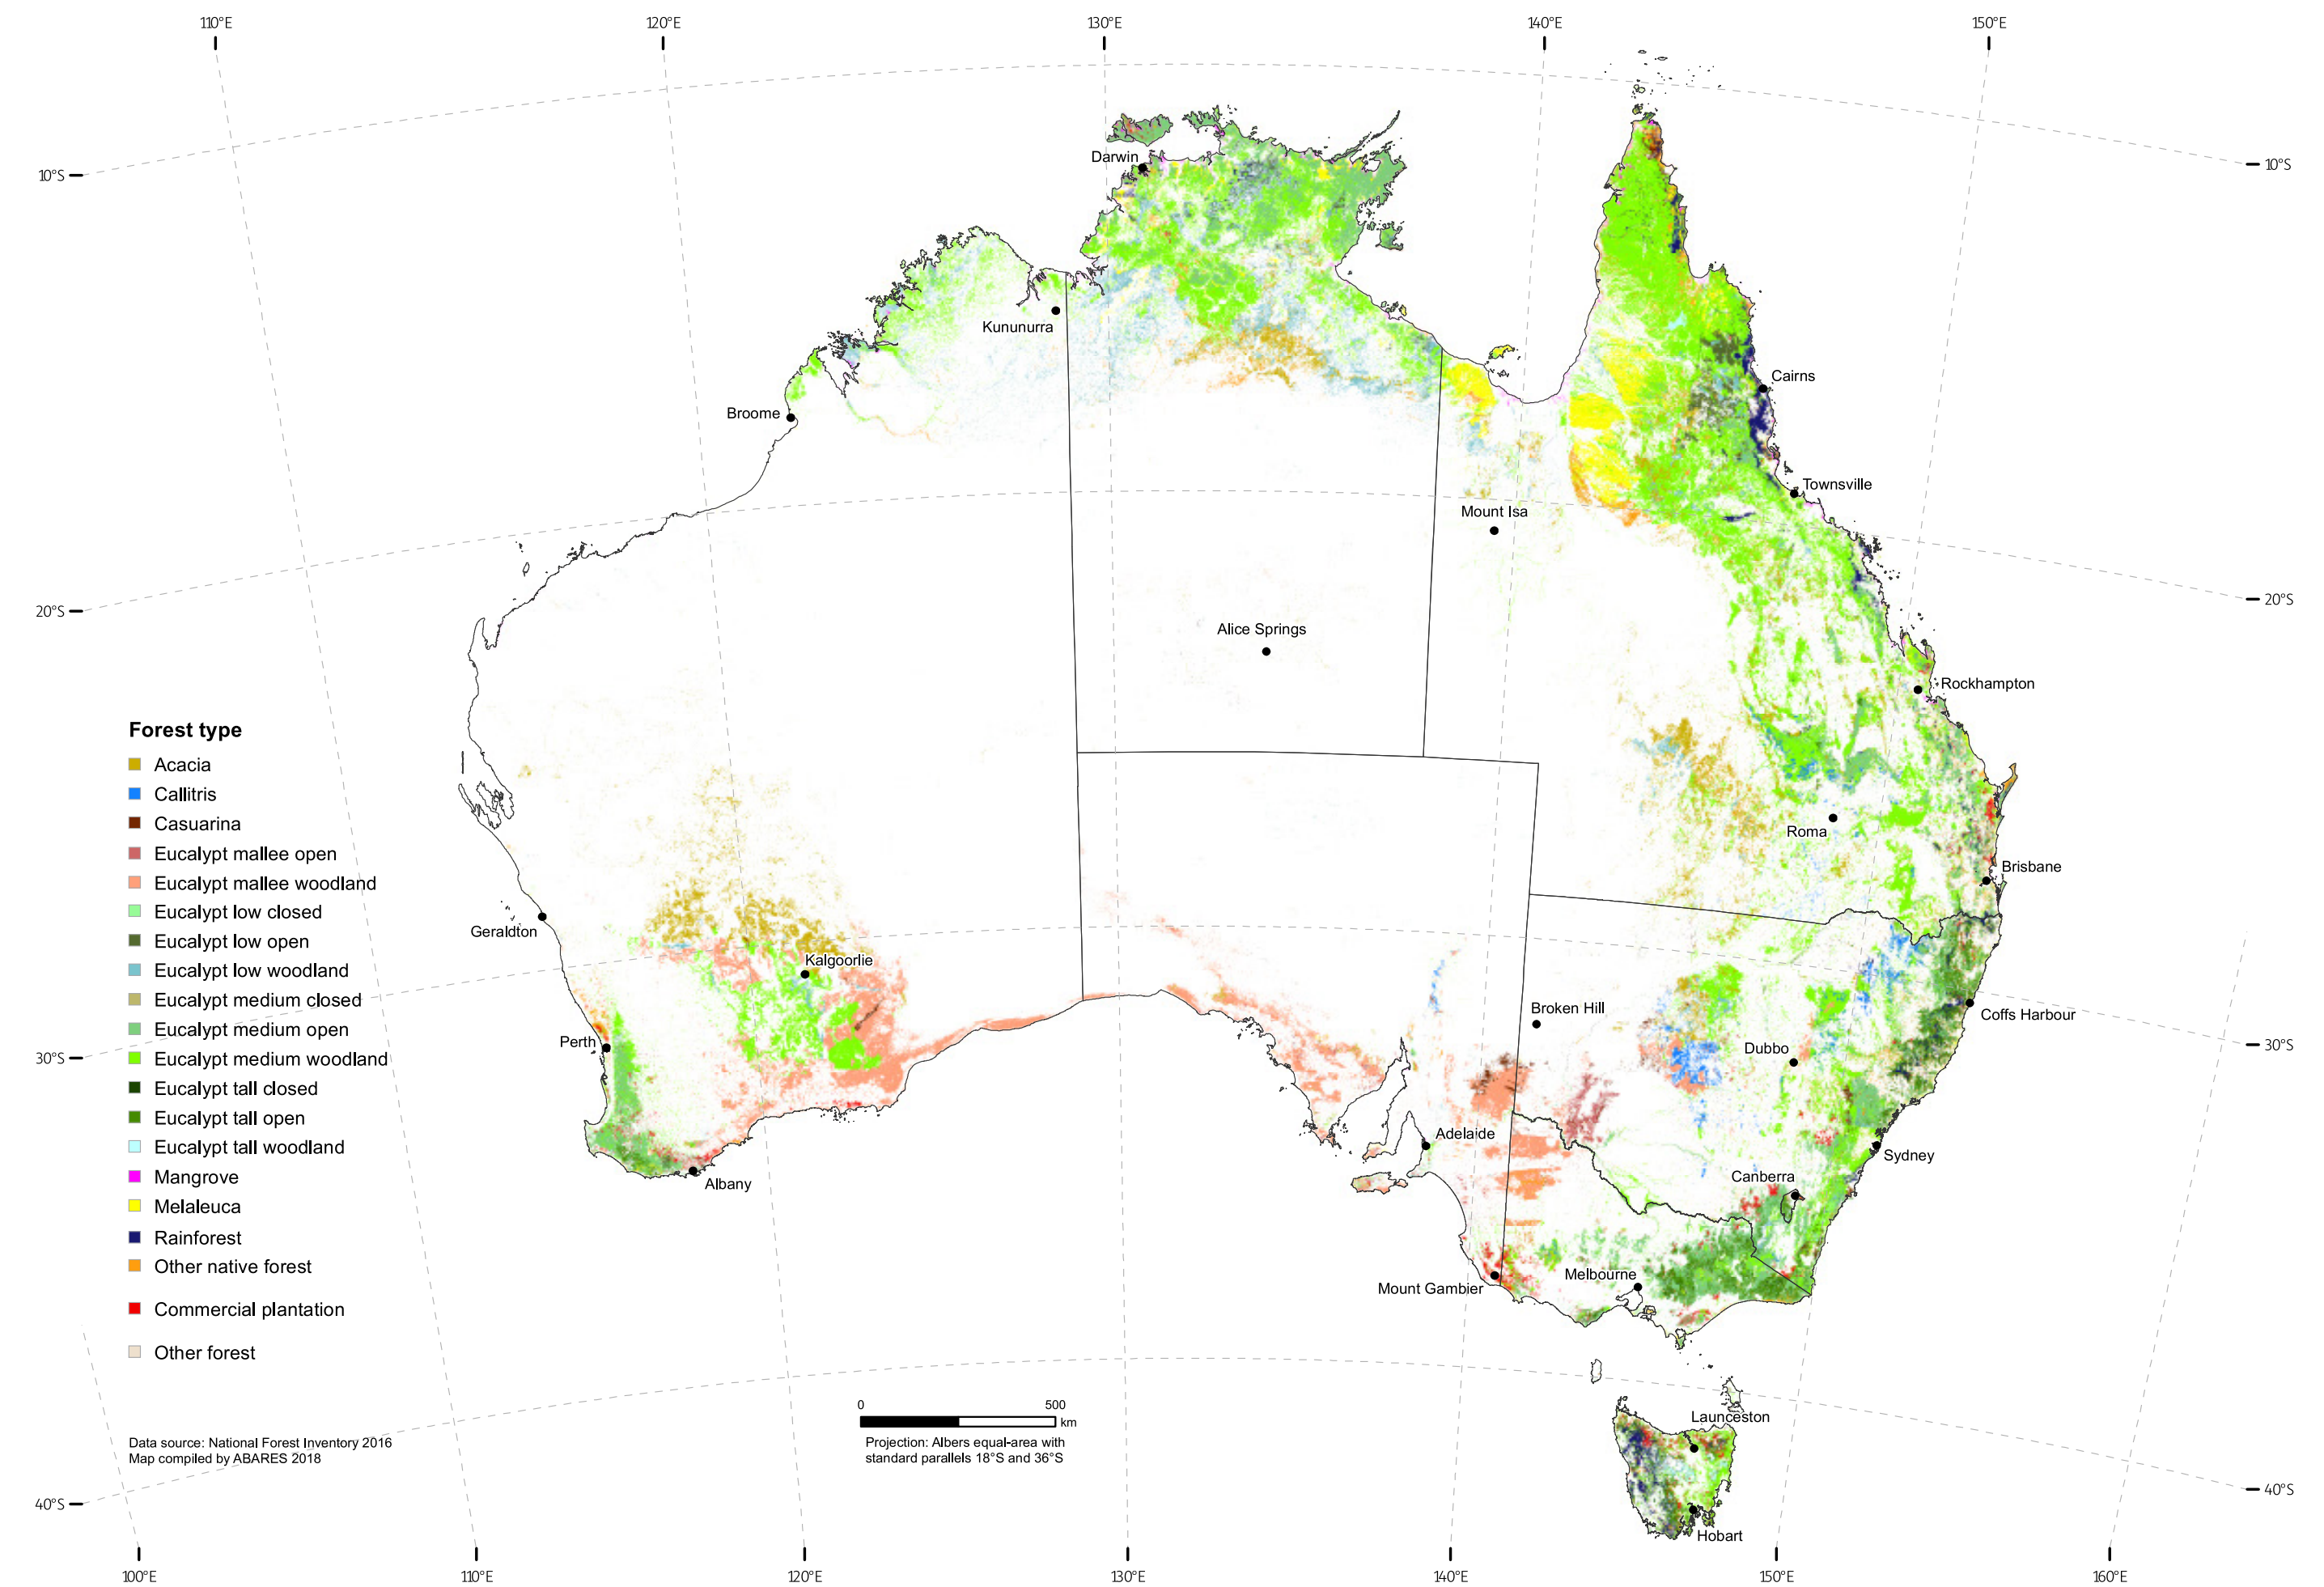 110°E 120°E 130°E 140°E 150°E
10°S 10°S
Darwin
Kununurra
Cairns
Broome
Townsville
Mount Isa
20°S 20°S
Alice Springs
Rockhampton
Roma
Brisbane
Geraldton
Kalgoorlie
Broken Hill
Coffs Harbour
Perth
Dubbo
30°S 30°S
Adelaide
Sydney
Canberra
Albany
Melbourne
Mount Gambier
Launceston
Hobart
Forest type
Acacia
Callitris
Casuarina
Eucalypt mallee open
Eucalypt mallee woodland
Eucalypt low closed
Eucalypt low open
Eucalypt low woodland
Eucalypt medium closed
Eucalypt medium open
Eucalypt medium woodland
Eucalypt tall closed
Eucalypt tall open
Eucalypt tall woodland
Mangrove
Melaleuca
Rainforest
Other native forest
Commercial plantation
Other forest
Data source: National Forest Inventory 2016
Map compiled by ABARES 2018
0 500
km
Projection: Albers equal-area with
standard parallels 18°S and 36°S
40°S 40°S
100°E 110°E 120°E 130°E 140°E 150°E 160°E